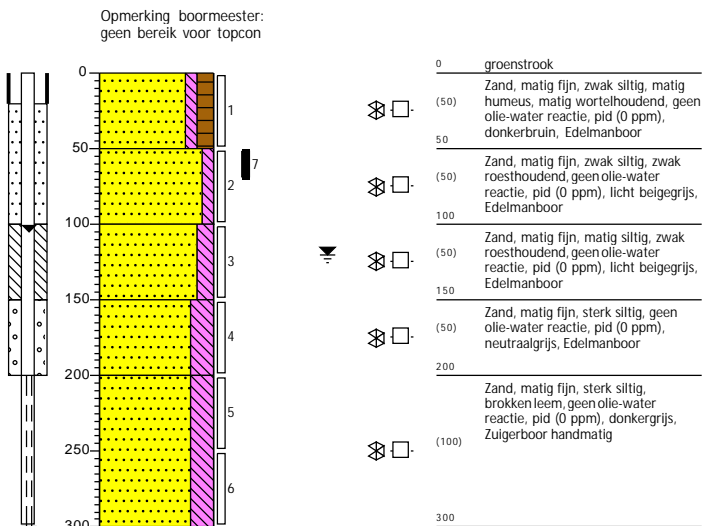 Opmerking boormeester:
geen bereik voor topcon
0
50
100
150
200
250
300
1
7
2
3
4
5
6
0 groenstrook
(50)
Zand, matig fijn, zwak siltig, matig
humeus, matig wortelhoudend, geen
olie-water reactie, pid (0 ppm),
donkerbruin, Edelmanboor
50
(50)
Zand, matig fijn, zwak siltig, zwak
roesthoudend, geen olie-water
reactie, pid (0 ppm), licht beigegrijs,
Edelmanboor
100
(50)
Zand, matig fijn, matig siltig, zwak
roesthoudend, geen olie-water
reactie, pid (0 ppm), licht beigegrijs,
Edelmanboor
150
(50)
Zand, matig fijn, sterk siltig, geen
olie-water reactie, pid (0 ppm),
neutraalgrijs, Edelmanboor
200
(100)
Zand, matig fijn, sterk siltig,
brokken leem, geen olie-water
reactie, pid (0 ppm), donkergrijs,
Zuigerboor handmatig
300